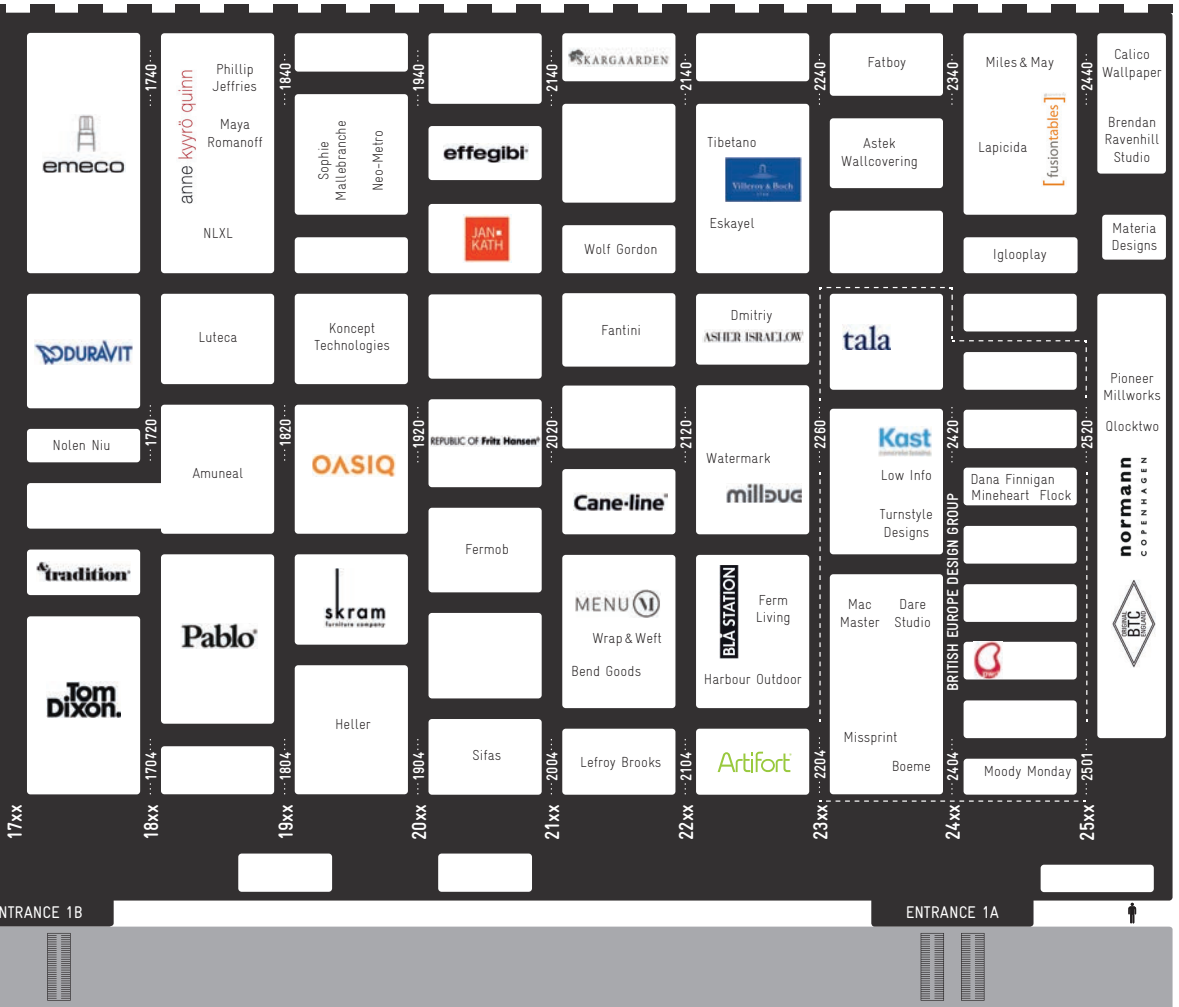 emeco
1740
anne kyyrö quinn
Phillip
Jeffries
Maya
Romanoff
NLXL
1840
Sophie
Mallebranche
Neo-Metro
1940
effegibi
JAN
KATH
2140
SKARGAARDEN
Wolf Gordon
2140
Tibetano
Villeroy & Boch
1748
Eskayel
2240
Fatboy
Astek
Wallcovering
2340
Miles & May
Lapicida
[fusiontables]
Iglooplay
2440
Calico
Wallpaper
Brendan
Ravenhill
Studio
Materia
Designs
DURAVIT
Luteca
Koncept
Technologies
Fantini
Dmitriy
ASHER ISRAELOW
tala
Nolen Niu
1720
Amuneal
1820
OASIQ
1920
REPUBLIC OF Fritz Hansen®
2020
Cane-line®
2120
Watermark
milldue
2260
Kast
Low Info
Turnstyle
Designs
2420
Dana Finnigan
Mineheart Flock
2520
Pioneer
Millworks
Qlocktwo
normann
COPENHAGEN
ORIGINAL
BTC
ENGLAND
&tradition®
Pablo®
skram
furniture company
Fermob
MENU M
Wrap & Weft
Bend Goods
BLÅ STATION
Ferm
Living
Harbour Outdoor
Mac
Master
Dare
Studio
Missprint
Boeme
BRITISH EUROPE DESIGN GROUP
Tom
Dixon.
1704
1804
Heller
1904
Sifas
2004
Lefroy Brooks
2104
Artifort
2204
2404
Moody Monday
2501
17xx
18xx
19xx
20xx
21xx
22xx
23xx
24xx
25xx
NTRANCE 1B
ENTRANCE 1A